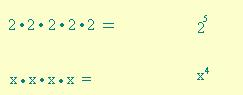 2 • 2 • 2 • 2 • 2 = 2⁵
x • x • x • x = x⁴